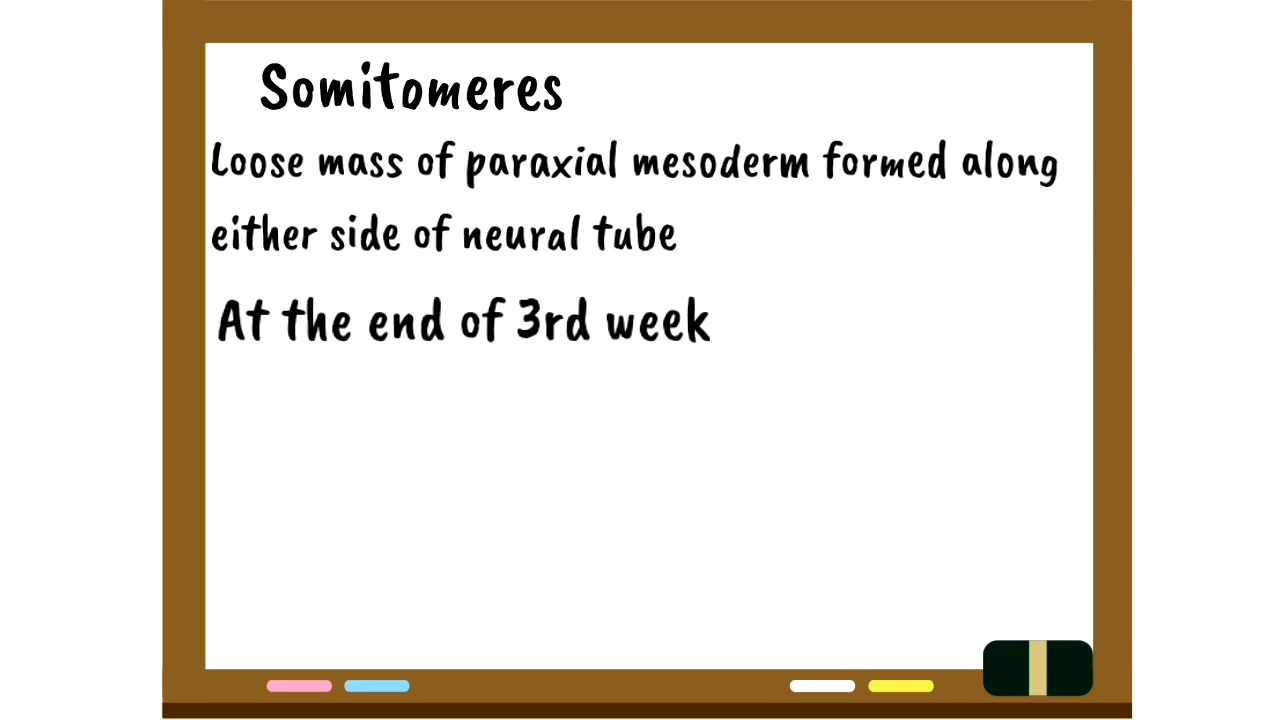 Somitomeres
Loose mass of paraxial mesoderm formed along
either side of neural tube
At the end of 3rd week